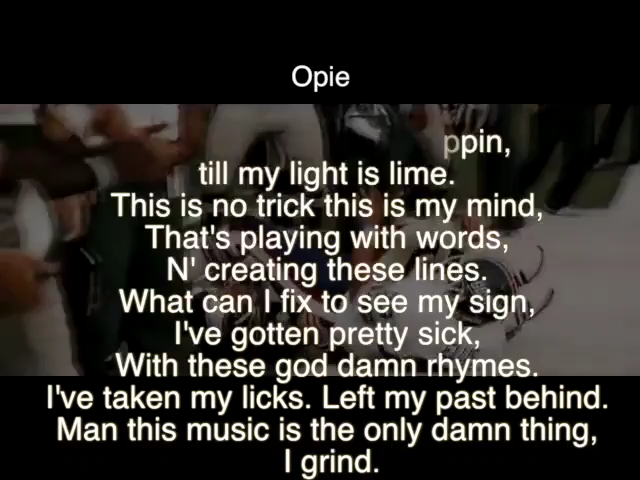 Opie
ppin,
till my light is lime.
This is no trick this is my mind,
That's playing with words,
N' creating these lines.
What can I fix to see my sign,
I've gotten pretty sick,
With these god damn rhymes.
I've taken my licks. Left my past behind.
Man this music is the only damn thing,
I grind.